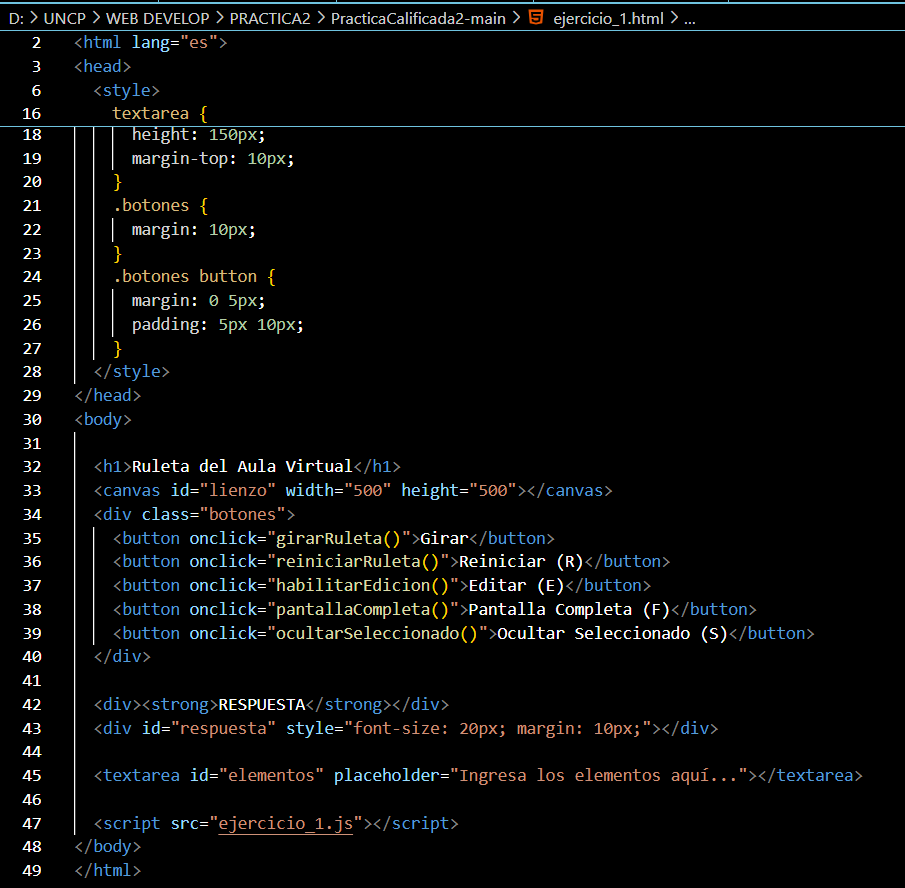 D: > UNCP > WEB DEVELOP > PRACTICA2 > PracticaCalificada2-main > ejercicio_1.html > ...
2 <html lang="es">
3 <head>
6 <style>
16 textarea {
18 height: 150px;
19 margin-top: 10px;
20 }
21 .botones {
22 margin: 10px;
23 }
24 .botones button {
25 margin: 0 5px;
26 padding: 5px 10px;
27 }
28 </style>
29 </head>
30 <body>
31
32 <h1>Ruleta del Aula Virtual</h1>
33 <canvas id="lienzo" width="500" height="500"></canvas>
34 <div class="botones">
35 <button onclick="girarRuleta()">Girar</button>
36 <button onclick="reiniciarRuleta()">Reiniciar (R)</button>
37 <button onclick="habilitarEdicion()">Editar (E)</button>
38 <button onclick="pantallaCompleta()">Pantalla Completa (F)</button>
39 <button onclick="ocultarSeleccionado()">Ocultar Seleccionado (S)</button>
40 </div>
41
42 <div><strong>RESPUESTA</strong></div>
43 <div id="respuesta" style="font-size: 20px; margin: 10px;"></div>
44
45 <textarea id="elementos" placeholder="Ingresa los elementos aquí..."></textarea>
46
47 <script src="ejercicio_1.js"></script>
48 </body>
49 </html>